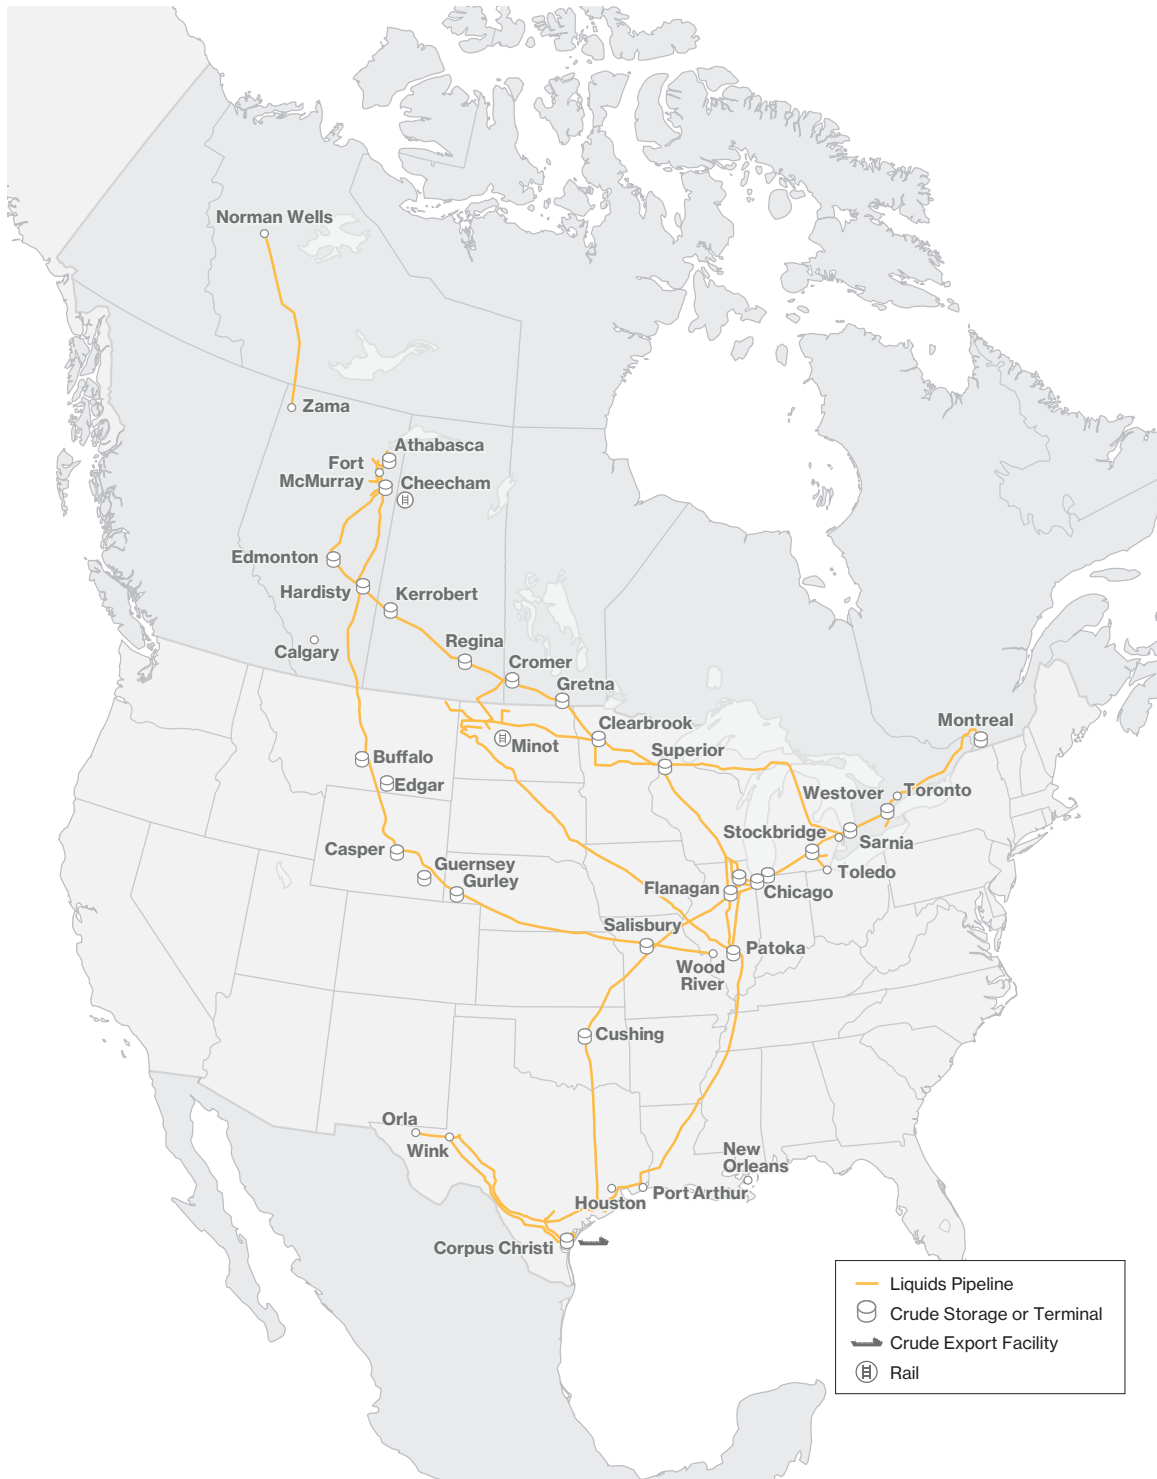 Norman Wells
Zama
Athabasca
Fort
McMurray
Cheecham
Edmonton
Hardisty
Kerrobert
Calgary
Regina
Cromer
Gretna
Clearbrook
Minot
Superior
Montreal
Buffalo
Edgar
Westover
Toronto
Stockbridge
Sarnia
Casper
Guernsey
Gurley
Toledo
Flanagan
Chicago
Salisbury
Patoka
Wood
River
Cushing
Orla
Wink
New
Orleans
Houston
Port Arthur
Corpus Christi
Liquids Pipeline
Crude Storage or Terminal
Crude Export Facility
Rail